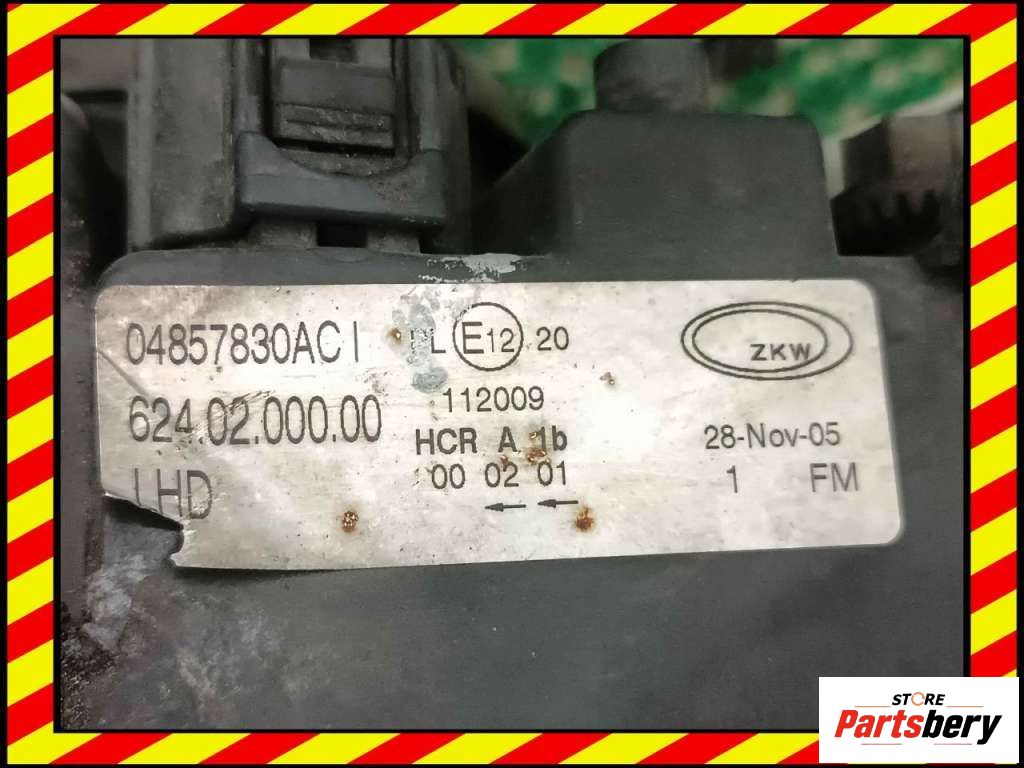 04857830AC I
624.02.000.00
HD
L E12 20
112009
HCR A 1b
00 02 01
ZKW
28-Nov-05
1 FM
STORE
Partsbery